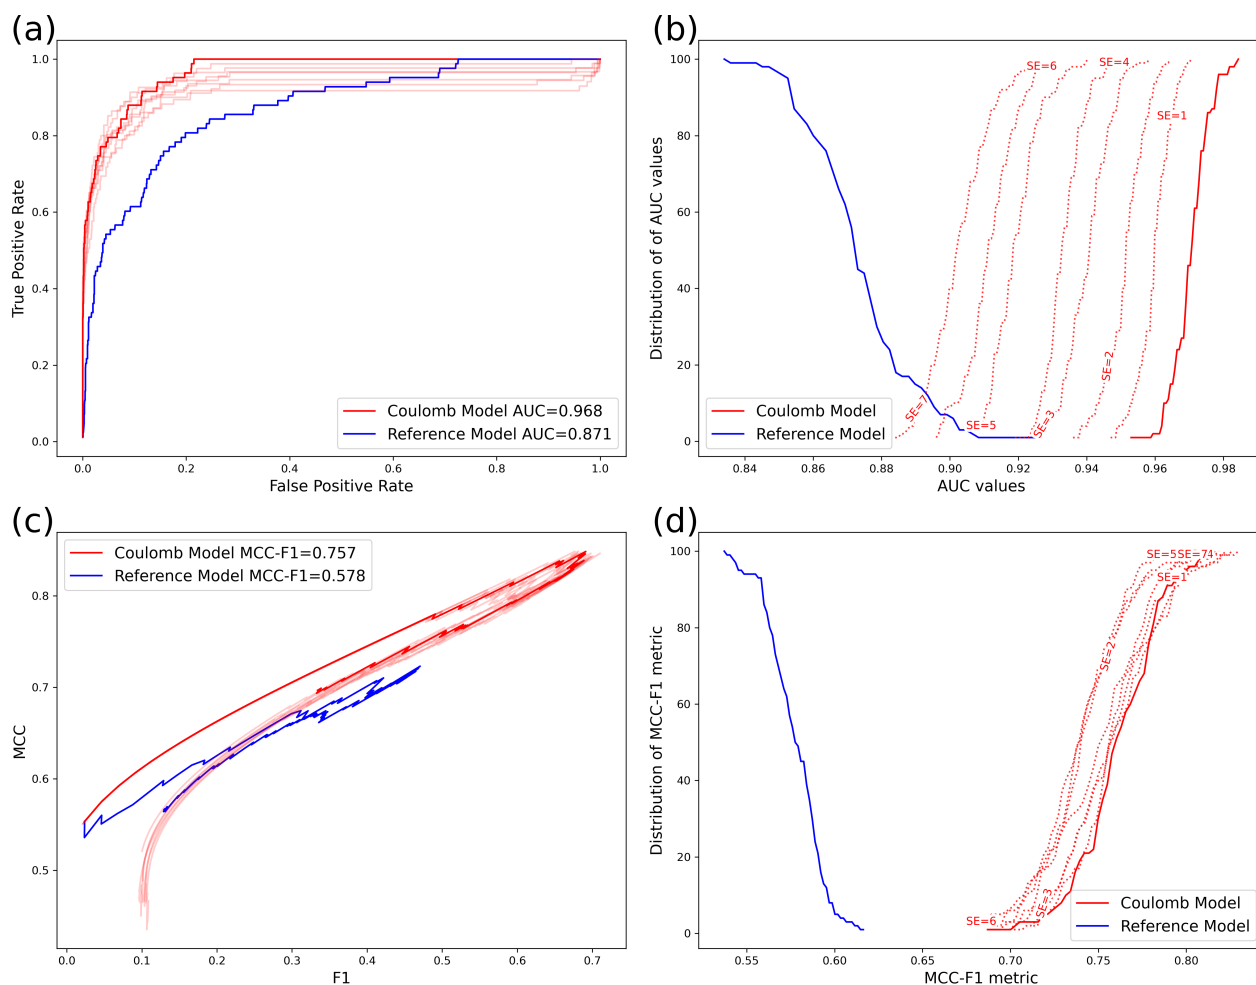 (a)
1.0
0.8
0.6
0.4
0.2
0.0
True Positive Rate
Coulomb Model AUC=0.968
Reference Model AUC=0.871
0.0 0.2 0.4 0.6 0.8 1.0
False Positive Rate
(b)
100
80
60
40
20
0
Distribution of of AUC values
SE=6
SE=4
SE=1
SE=2
SE=7
SE=5
SE=3
Coulomb Model
Reference Model
0.84 0.86 0.88 0.90 0.92 0.94 0.96 0.98
AUC values
(c)
Coulomb Model MCC-F1=0.757
Reference Model MCC-F1=0.578
0.8
0.7
0.6
0.5
MCC
0.0 0.1 0.2 0.3 0.4 0.5 0.6 0.7
F1
(d)
100
80
60
40
20
0
Distribution of MCC-F1 metric
SE=5
SE=7
SE=1
SE=2
SE=3
SE=6
Coulomb Model
Reference Model
0.55 0.60 0.65 0.70 0.75 0.80
MCC-F1 metric